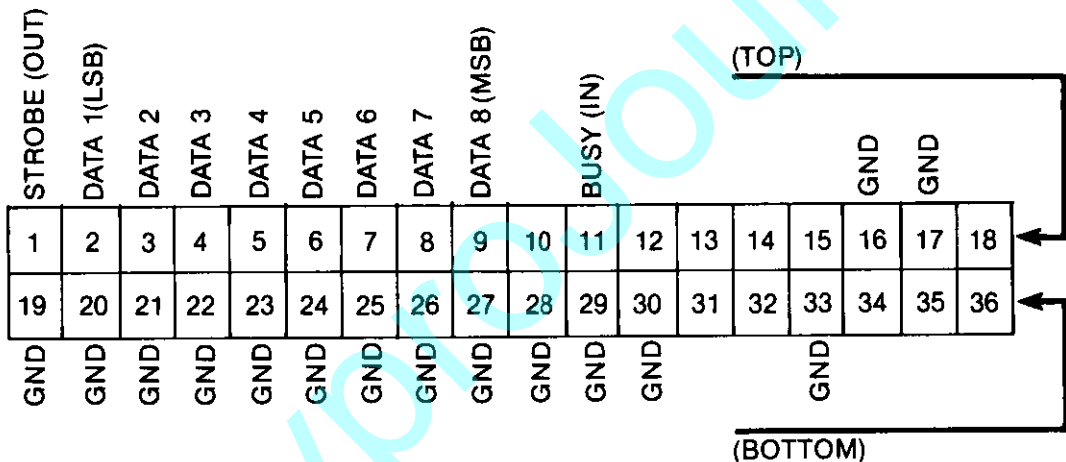 (TOP)
STROBE (OUT)
DATA 1(LSB)
DATA 2
DATA 3
DATA 4
DATA 5
DATA 6
DATA 7
DATA 8 (MSB)
BUSY (IN)
GND
GND
1 2 3 4 5 6 7 8 9 10 11 12 13 14 15 16 17 18
19 20 21 22 23 24 25 26 27 28 29 30 31 32 33 34 35 36
GND GND GND GND GND GND GND GND GND GND GND GND GND
(BOTTOM)